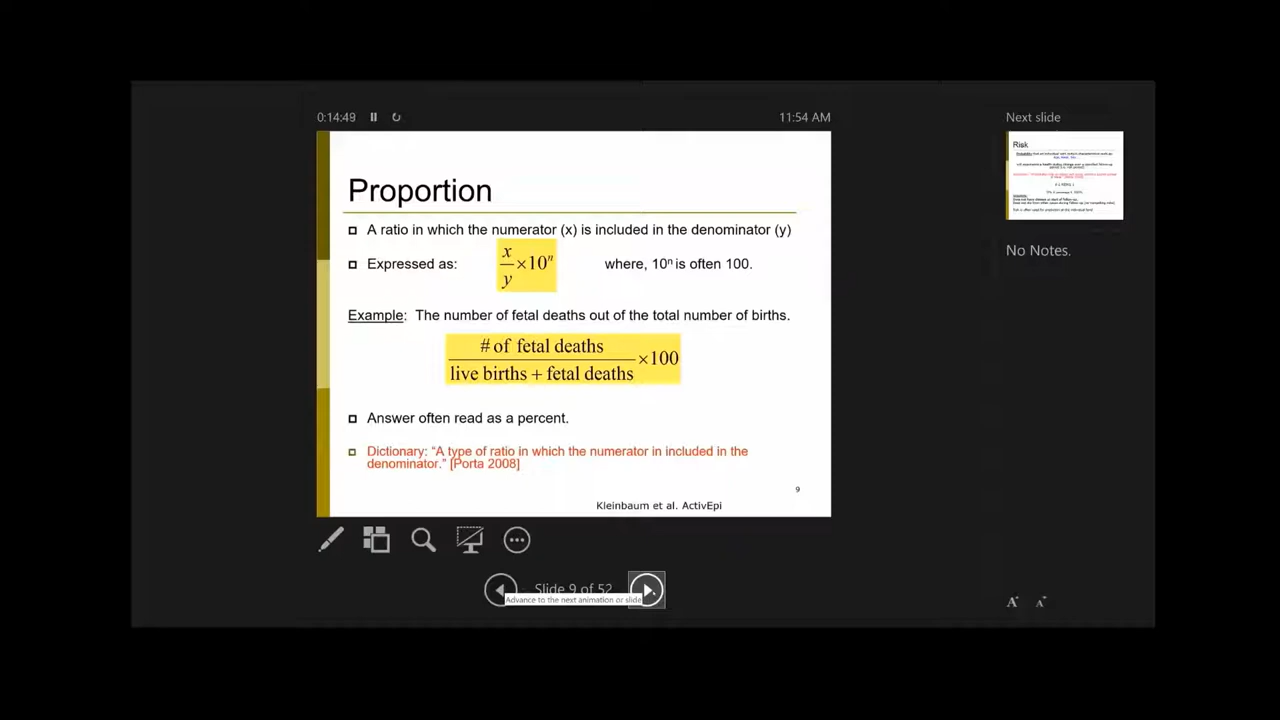 0:14:49
11:54 AM
Next slide
Proportion
A ratio in which the numerator (x) is included in the denominator (y)
Expressed as: x/y ×10ⁿ where, 10ⁿ is often 100.
Example: The number of fetal deaths out of the total number of births.
# of fetal deaths
live births + fetal deaths
×100
Answer often read as a percent.
Dictionary: “A type of ratio in which the numerator in included in the
denominator.” [Porta 2008]
9
Kleinbaum et al. ActivEpi
Risk
No Notes.
Slide 9 of 52
Advance to the next animation or slide
A
A